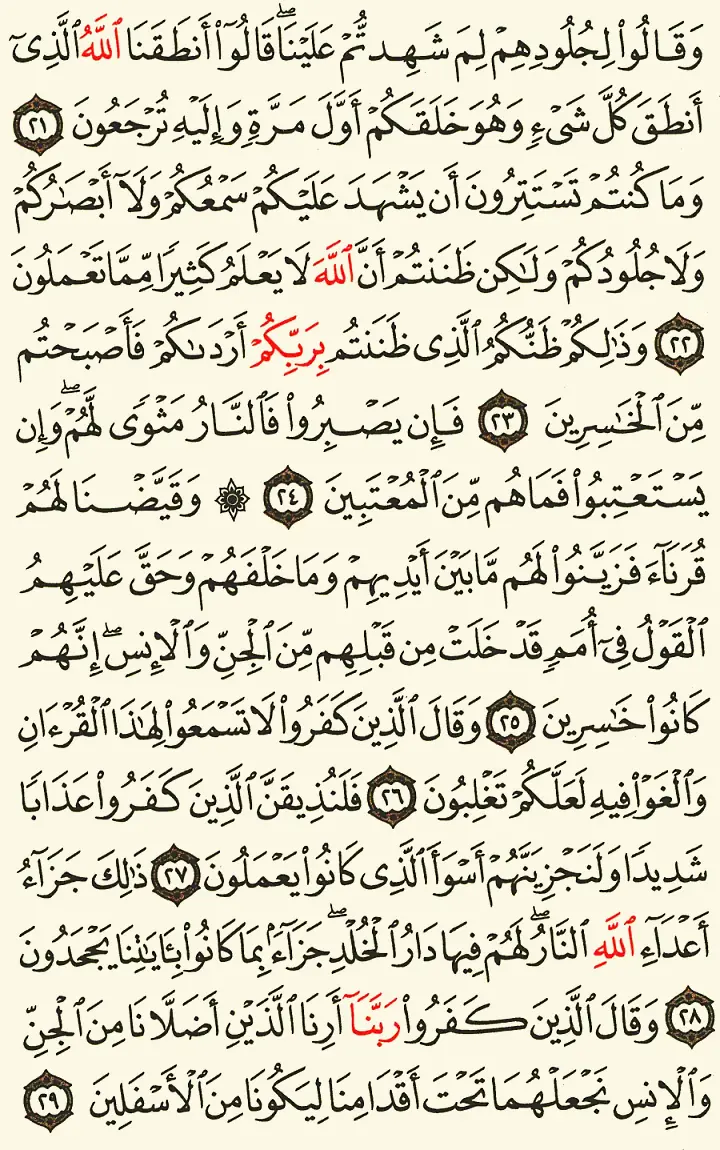 وَقَالُوا۟ لِجُلُودِهِمْ لِمَ شَهِدتُّمْ عَلَيْنَا ۖ قَالُوٓا۟ أَنطَقَنَا ٱللَّهُ ٱلَّذِىٓ
أَنطَقَ كُلَّ شَىْءٍ وَهُوَ خَلَقَكُمْ أَوَّلَ مَرَّةٍ وَإِلَيْهِ تُرْجَعُونَ ٢١
وَمَا كُنتُمْ تَسْتَتِرُونَ أَن يَشْهَدَ عَلَيْكُمْ سَمْعُكُمْ وَلَآ أَبْصَـٰرُكُمْ
وَلَا جُلُودُكُمْ وَلَـٰكِن ظَنَنتُمْ أَنَّ ٱللَّهَ لَا يَعْلَمُ كَثِيرًا مِّمَّا تَعْمَلُونَ
٢٢ وَذَٰلِكُمْ ظَنُّكُمُ ٱلَّذِى ظَنَنتُم بِرَبِّكُمْ أَرْدَىٰكُمْ فَأَصْبَحْتُم
مِّنَ ٱلْخَـٰسِرِينَ ٢٣ فَإِن يَصْبِرُوا۟ فَٱلنَّارُ مَثْوًى لَّهُمْ ۖ وَإِن
يَسْتَعْتِبُوا۟ فَمَا هُم مِّنَ ٱلْمُعْتَبِينَ ٢٤ ۞ وَقَيَّضْنَا لَهُمْ
قُرَنَآءَ فَزَيَّنُوا۟ لَهُم مَّا بَيْنَ أَيْدِيهِمْ وَمَا خَلْفَهُمْ وَحَقَّ عَلَيْهِمُ
ٱلْقَوْلُ فِىٓ أُمَمٍ قَدْ خَلَتْ مِن قَبْلِهِم مِّنَ ٱلْجِنِّ وَٱلْإِنسِ ۖ إِنَّهُمْ
كَانُوا۟ خَـٰسِرِينَ ٢٥ وَقَالَ ٱلَّذِينَ كَفَرُوا۟ لَا تَسْمَعُوا۟ لِهَـٰذَا ٱلْقُرْءَانِ
وَٱلْغَوْا۟ فِيهِ لَعَلَّكُمْ تَغْلِبُونَ ٢٦ فَلَنُذِيقَنَّ ٱلَّذِينَ كَفَرُوا۟ عَذَابًا
شَدِيدًا وَلَنَجْزِيَنَّهُمْ أَسْوَأَ ٱلَّذِى كَانُوا۟ يَعْمَلُونَ ٢٧ ذَٰلِكَ جَزَآءُ
أَعْدَآءِ ٱللَّهِ ٱلنَّارُ ۖ لَهُمْ فِيهَا دَارُ ٱلْخُلْدِ ۖ جَزَآءًۢ بِمَا كَانُوا۟ بِـَٔايَـٰتِنَا يَجْحَدُونَ
٢٨ وَقَالَ ٱلَّذِينَ كَفَرُوا۟ رَبَّنَآ أَرِنَا ٱلَّذَيْنِ أَضَلَّانَا مِنَ ٱلْجِنِّ
وَٱلْإِنسِ نَجْعَلْهُمَا تَحْتَ أَقْدَامِنَا لِيَكُونَا مِنَ ٱلْأَسْفَلِينَ ٢٩